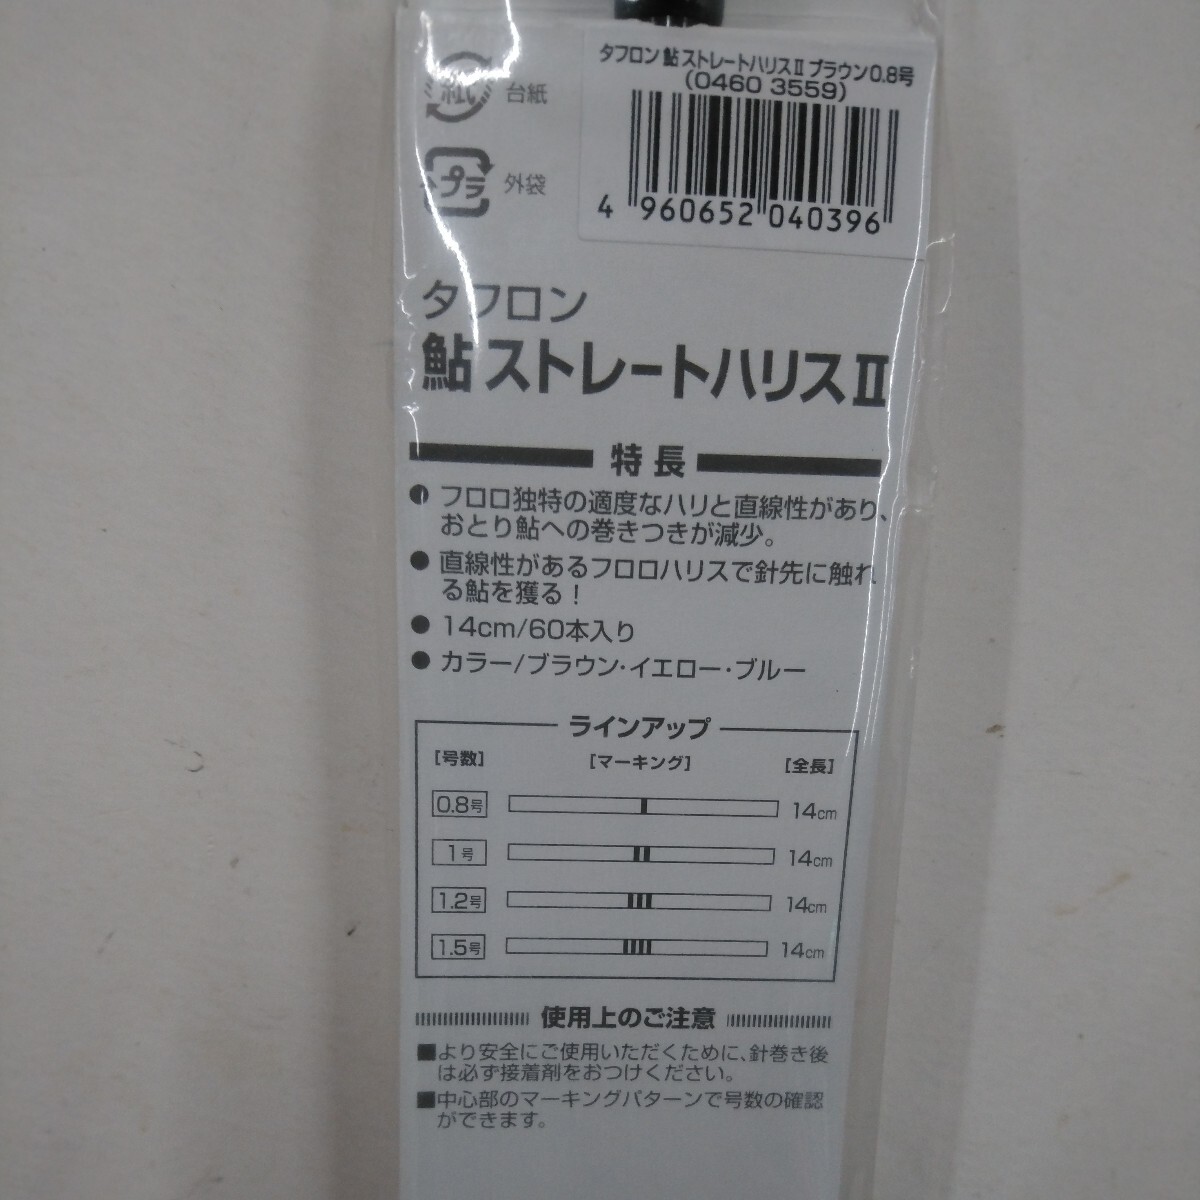 タフロン 鮎 ストレートハリスⅡ ブラウン0.8号
(0460 3559)
紙 台紙
プラ 外袋
4 960652 040396
タフロン
鮎 ストレートハリスⅡ
特長
● フロロ独特の適度なハリと直線性があり、
おとり鮎への巻きつきが減少。
● 直線性があるフロロハリスで針先に触れ
る鮎を獲る！
● 14cm/60本入り
● カラー/ブラウン・イエロー・ブルー
ラインアップ
[号数] [マーキング] [全長]
0.8号 14cm
1号 14cm
1.2号 14cm
1.5号 14cm
使用上のご注意
■より安全にご使用いただくために、針巻き後
は必ず接着剤をおつけください。
■中心部のマーキングパターンで号数の確認
ができます。